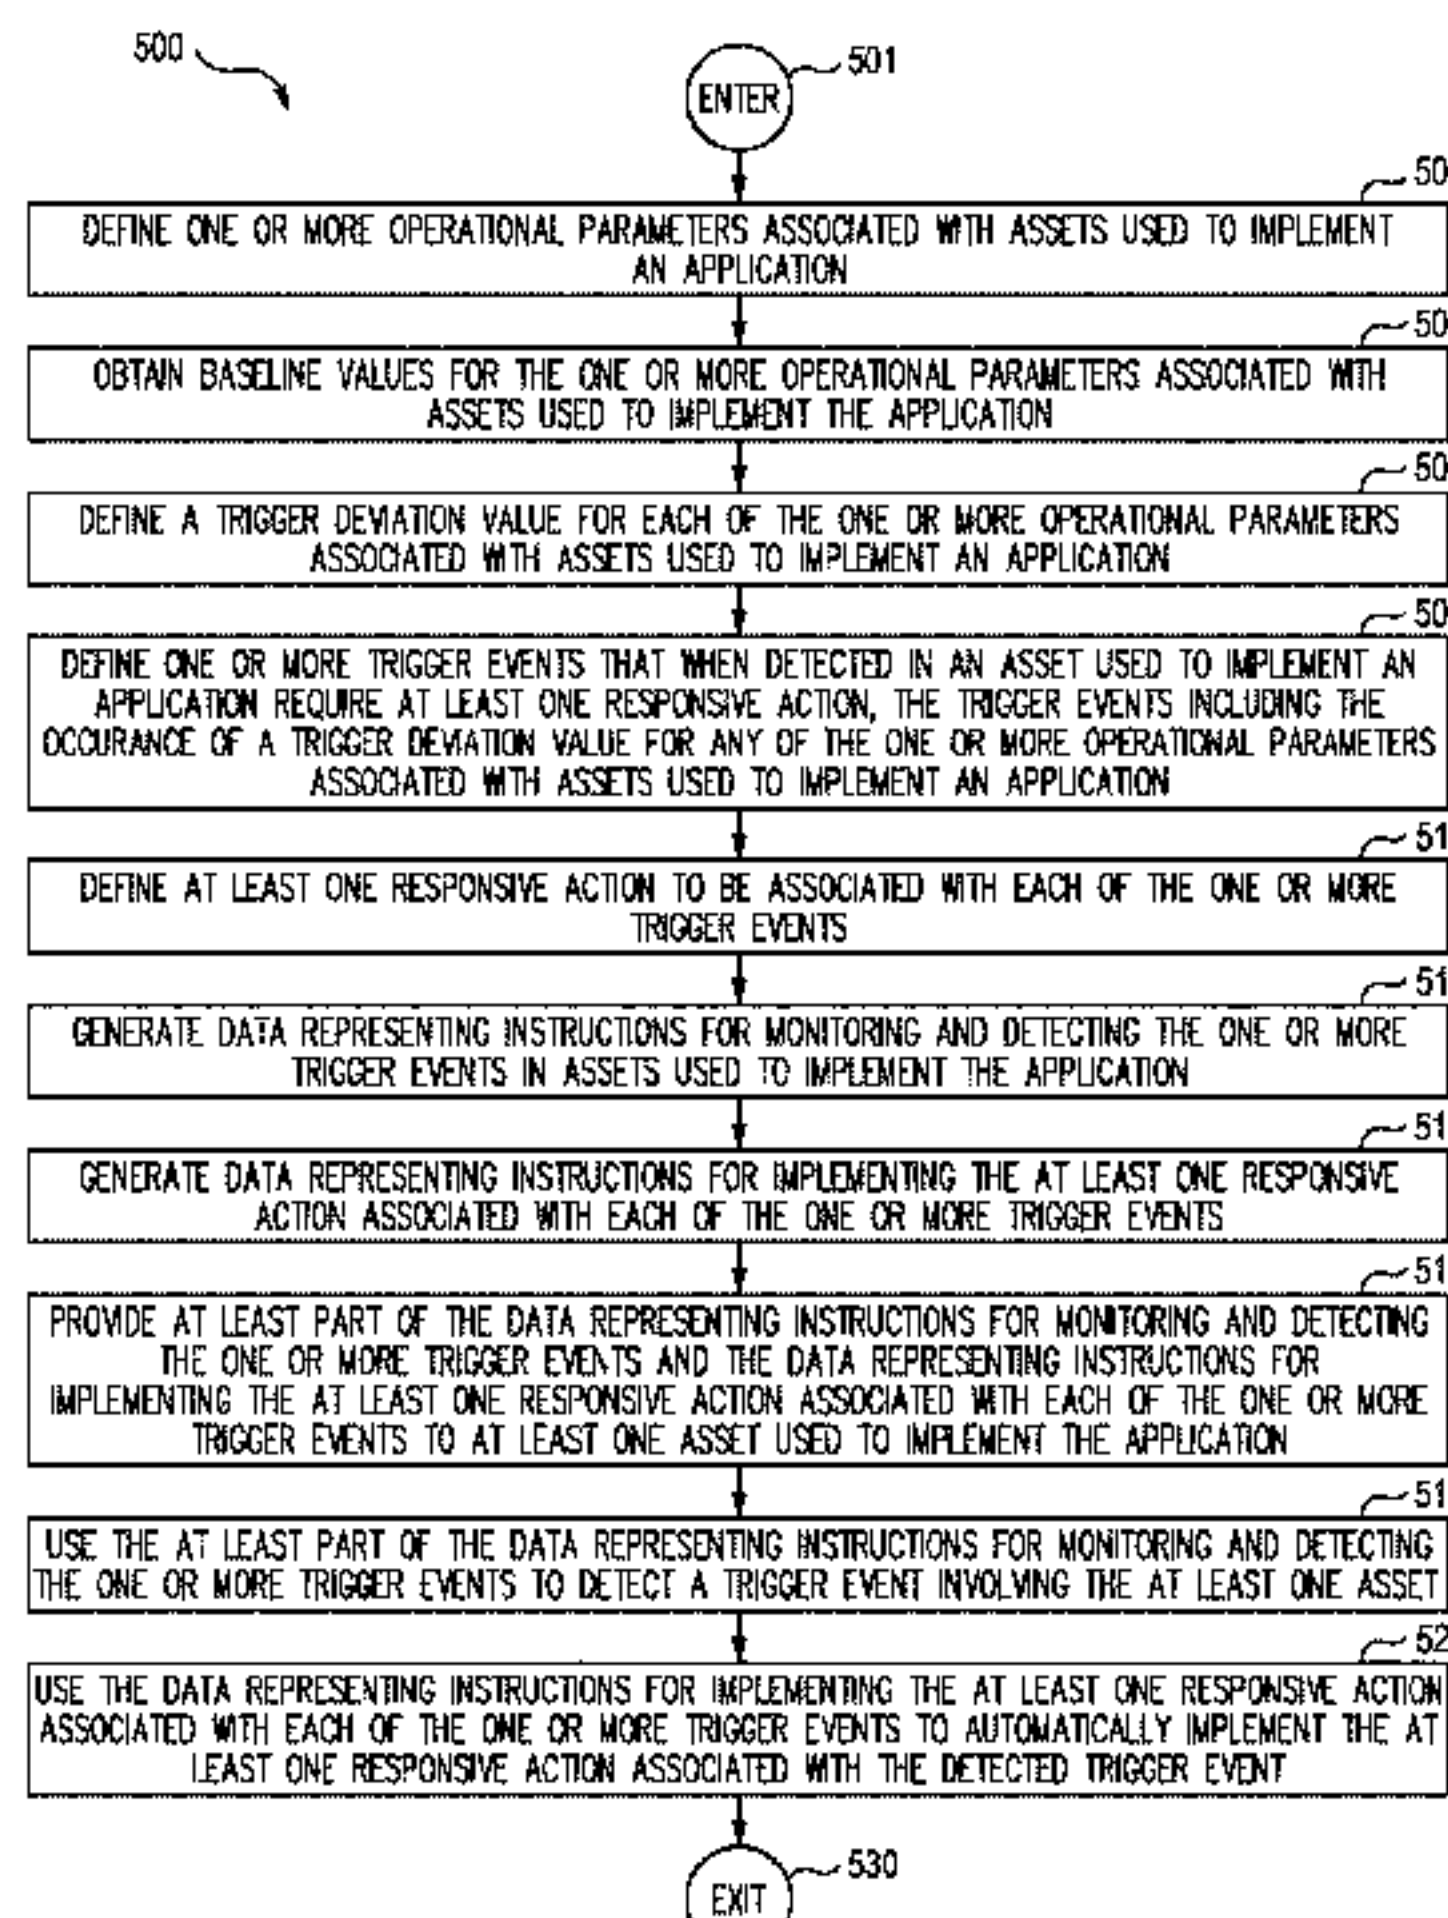 500
501
ENTER
50
DEFINE ONE OR MORE OPERATIONAL PARAMETERS ASSOCIATED WITH ASSETS USED TO IMPLEMENT
AN APPLICATION
50
OBTAIN BASELINE VALUES FOR THE ONE OR MORE OPERATIONAL PARAMETERS ASSOCIATED WITH
ASSETS USED TO IMPLEMENT THE APPLICATION
50
DEFINE A TRIGGER DEVIATION VALUE FOR EACH OF THE ONE OR MORE OPERATIONAL PARAMETERS
ASSOCIATED WITH ASSETS USED TO IMPLEMENT AN APPLICATION
50
DEFINE ONE OR MORE TRIGGER EVENTS THAT WHEN DETECTED IN AN ASSET USED TO IMPLEMENT AN
APPLICATION REQUIRE AT LEAST ONE RESPONSIVE ACTION, THE TRIGGER EVENTS INCLUDING THE
OCCURANCE OF A TRIGGER DEVIATION VALUE FOR ANY OF THE ONE OR MORE OPERATIONAL PARAMETERS
ASSOCIATED WITH ASSETS USED TO IMPLEMENT AN APPLICATION
51
DEFINE AT LEAST ONE RESPONSIVE ACTION TO BE ASSOCIATED WITH EACH OF THE ONE OR MORE
TRIGGER EVENTS
51
GENERATE DATA REPRESENTING INSTRUCTIONS FOR MONITORING AND DETECTING THE ONE OR MORE
TRIGGER EVENTS IN ASSETS USED TO IMPLEMENT THE APPLICATION
51
GENERATE DATA REPRESENTING INSTRUCTIONS FOR IMPLEMENTING THE AT LEAST ONE RESPONSIVE
ACTION ASSOCIATED WITH EACH OF THE ONE OR MORE TRIGGER EVENTS
51
PROVIDE AT LEAST PART OF THE DATA REPRESENTING INSTRUCTIONS FOR MONITORING AND DETECTING
THE ONE OR MORE TRIGGER EVENTS AND THE DATA REPRESENTING INSTRUCTIONS FOR
IMPLEMENTING THE AT LEAST ONE RESPONSIVE ACTION ASSOCIATED WITH EACH OF THE ONE OR MORE
TRIGGER EVENTS TO AT LEAST ONE ASSET USED TO IMPLEMENT THE APPLICATION
51
USE THE AT LEAST PART OF THE DATA REPRESENTING INSTRUCTIONS FOR MONITORING AND DETECTING
THE ONE OR MORE TRIGGER EVENTS TO DETECT A TRIGGER EVENT INVOLVING THE AT LEAST ONE ASSET
52
USE THE DATA REPRESENTING INSTRUCTIONS FOR IMPLEMENTING THE AT LEAST ONE RESPONSIVE ACTION
ASSOCIATED WITH EACH OF THE ONE OR MORE TRIGGER EVENTS TO AUTOMATICALLY IMPLEMENT THE AT
LEAST ONE RESPONSIVE ACTION ASSOCIATED WITH THE DETECTED TRIGGER EVENT
530
EXIT